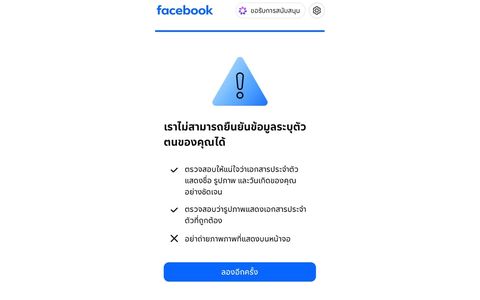 facebook
ขอรับการสนับสนุน
เราไม่สามารถยืนยันข้อมูลระบุตัว
ตนของคุณได้
ตรวจสอบให้แน่ใจว่าเอกสารประจำตัว
แสดงชื่อ รูปภาพ และวันเกิดของคุณ
อย่างชัดเจน
ตรวจสอบว่ารูปภาพแสดงเอกสารประจำ
ตัวที่ถูกต้อง
อย่าถ่ายภาพภาพที่แสดงบนหน้าจอ
ลองอีกครั้ง